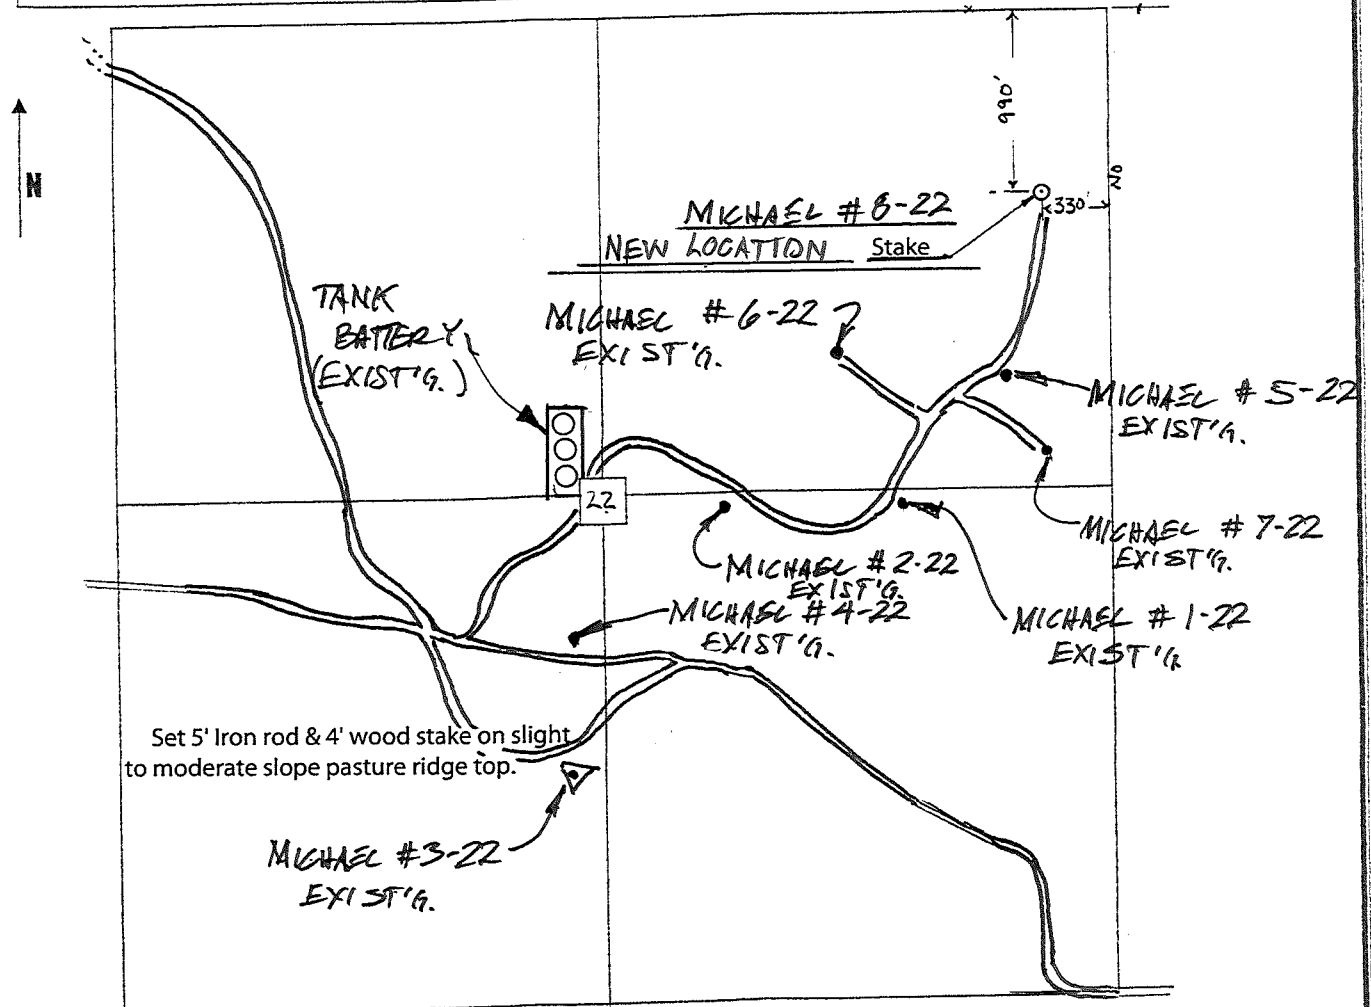 990'
N
NO
330'
MICHAEL # 8-22
NEW LOCATION Stake
TANK
BATTERY
(EXIST'G.)
MICHAEL # 6-22
EXIST'G.
MICHAEL # 5-22
EXIST'G.
22
MICHAEL # 7-22
EXIST'G.
MICHAEL # 2-22
EXIST'G.
MICHAEL # 4-22
EXIST'G.
MICHAEL # 1-22
EXIST'G
Set 5' Iron rod & 4' wood stake on slight
to moderate slope pasture ridge top.
MICHAEL #3-22
EXIST'G.